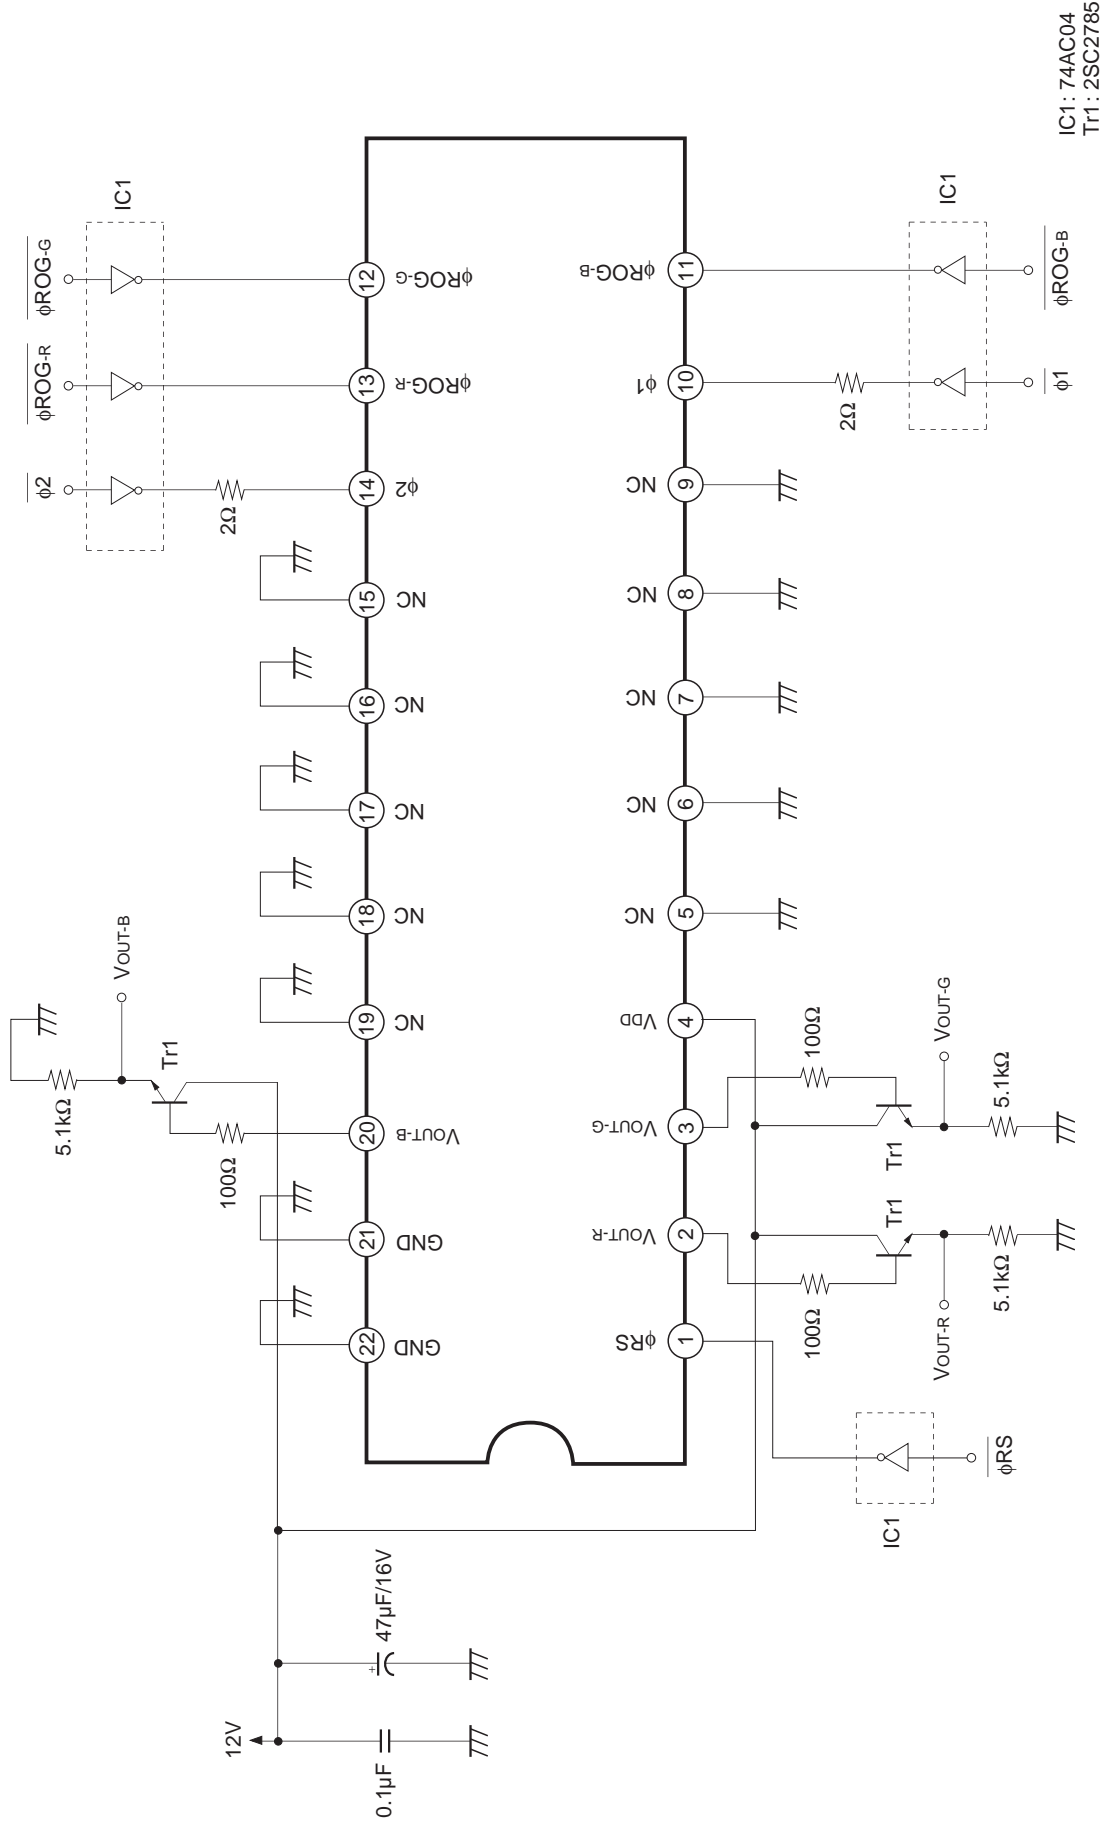 IC1: 74AC04
Tr1: 2SC2785
φROG-G
φROG-R
φ2
IC1
2Ω
12
φROG-G
13
φROG-R
14
φ2
15
NC
16
NC
17
NC
18
NC
19
NC
20
VOUT-B
21
GND
22
GND
5.1kΩ
Tr1
VOUT-B
100Ω
11
φROG-B
10
φ1
9
NC
8
NC
7
NC
6
NC
5
NC
4
VDD
3
VOUT-G
2
VOUT-R
1
φRS
IC1
φROG-B
φ1
2Ω
100Ω
Tr1
VOUT-G
5.1kΩ
100Ω
Tr1
VOUT-R
5.1kΩ
IC1
φRS
12V
0.1µF
+
47µF/16V